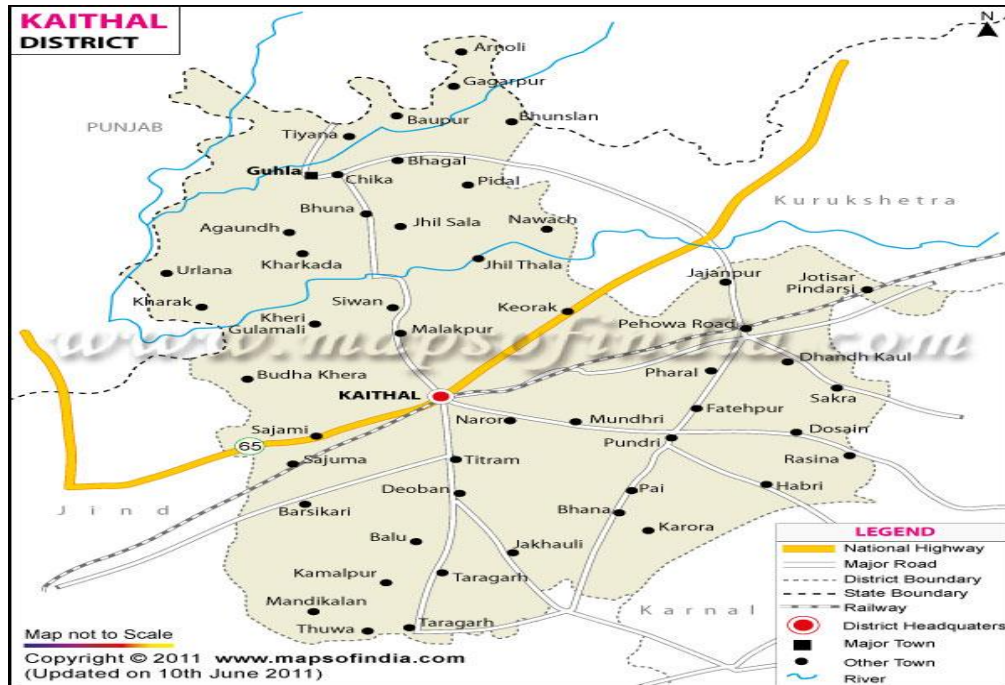 KAITHAL
DISTRICT
N
Arnoli
Gagarpur
PUNJAB
Baupur
Bhunslan
Tiyana
Bhagal
Guhla
Chika
Pidal
Kurukshetra
Bhuna
Jhil Sala
Nawach
Agaundh
Kharkada
Jhil Thala
Urlana
Jajanpur
Jotisar
Pindarsi
Kharak
Siwan
Keorak
Kheri
Gulamali
Malakpur
Pehowa Road
www.mapsofindia.com
Dhandh Kaul
Budha Khera
Pharal
KAITHAL
Sakra
Fatehpur
Naror
Mundhri
Sajami
Pundri
Dosain
65
Sajuma
Titram
Rasina
Deoban
Pai
Habri
Jind
Barsikari
Bhana
Karora
Balu
Jakhauli
Kamalpur
Taragarh
Mandikalan
Karnal
Thuwa
Taragarh
LEGEND
National Highway
Major Road
District Boundary
State Boundary
Railway
District Headquaters
Major Town
Other Town
River
Map not to Scale
Copyright © 2011 www.mapsofindia.com
(Updated on 10th June 2011)